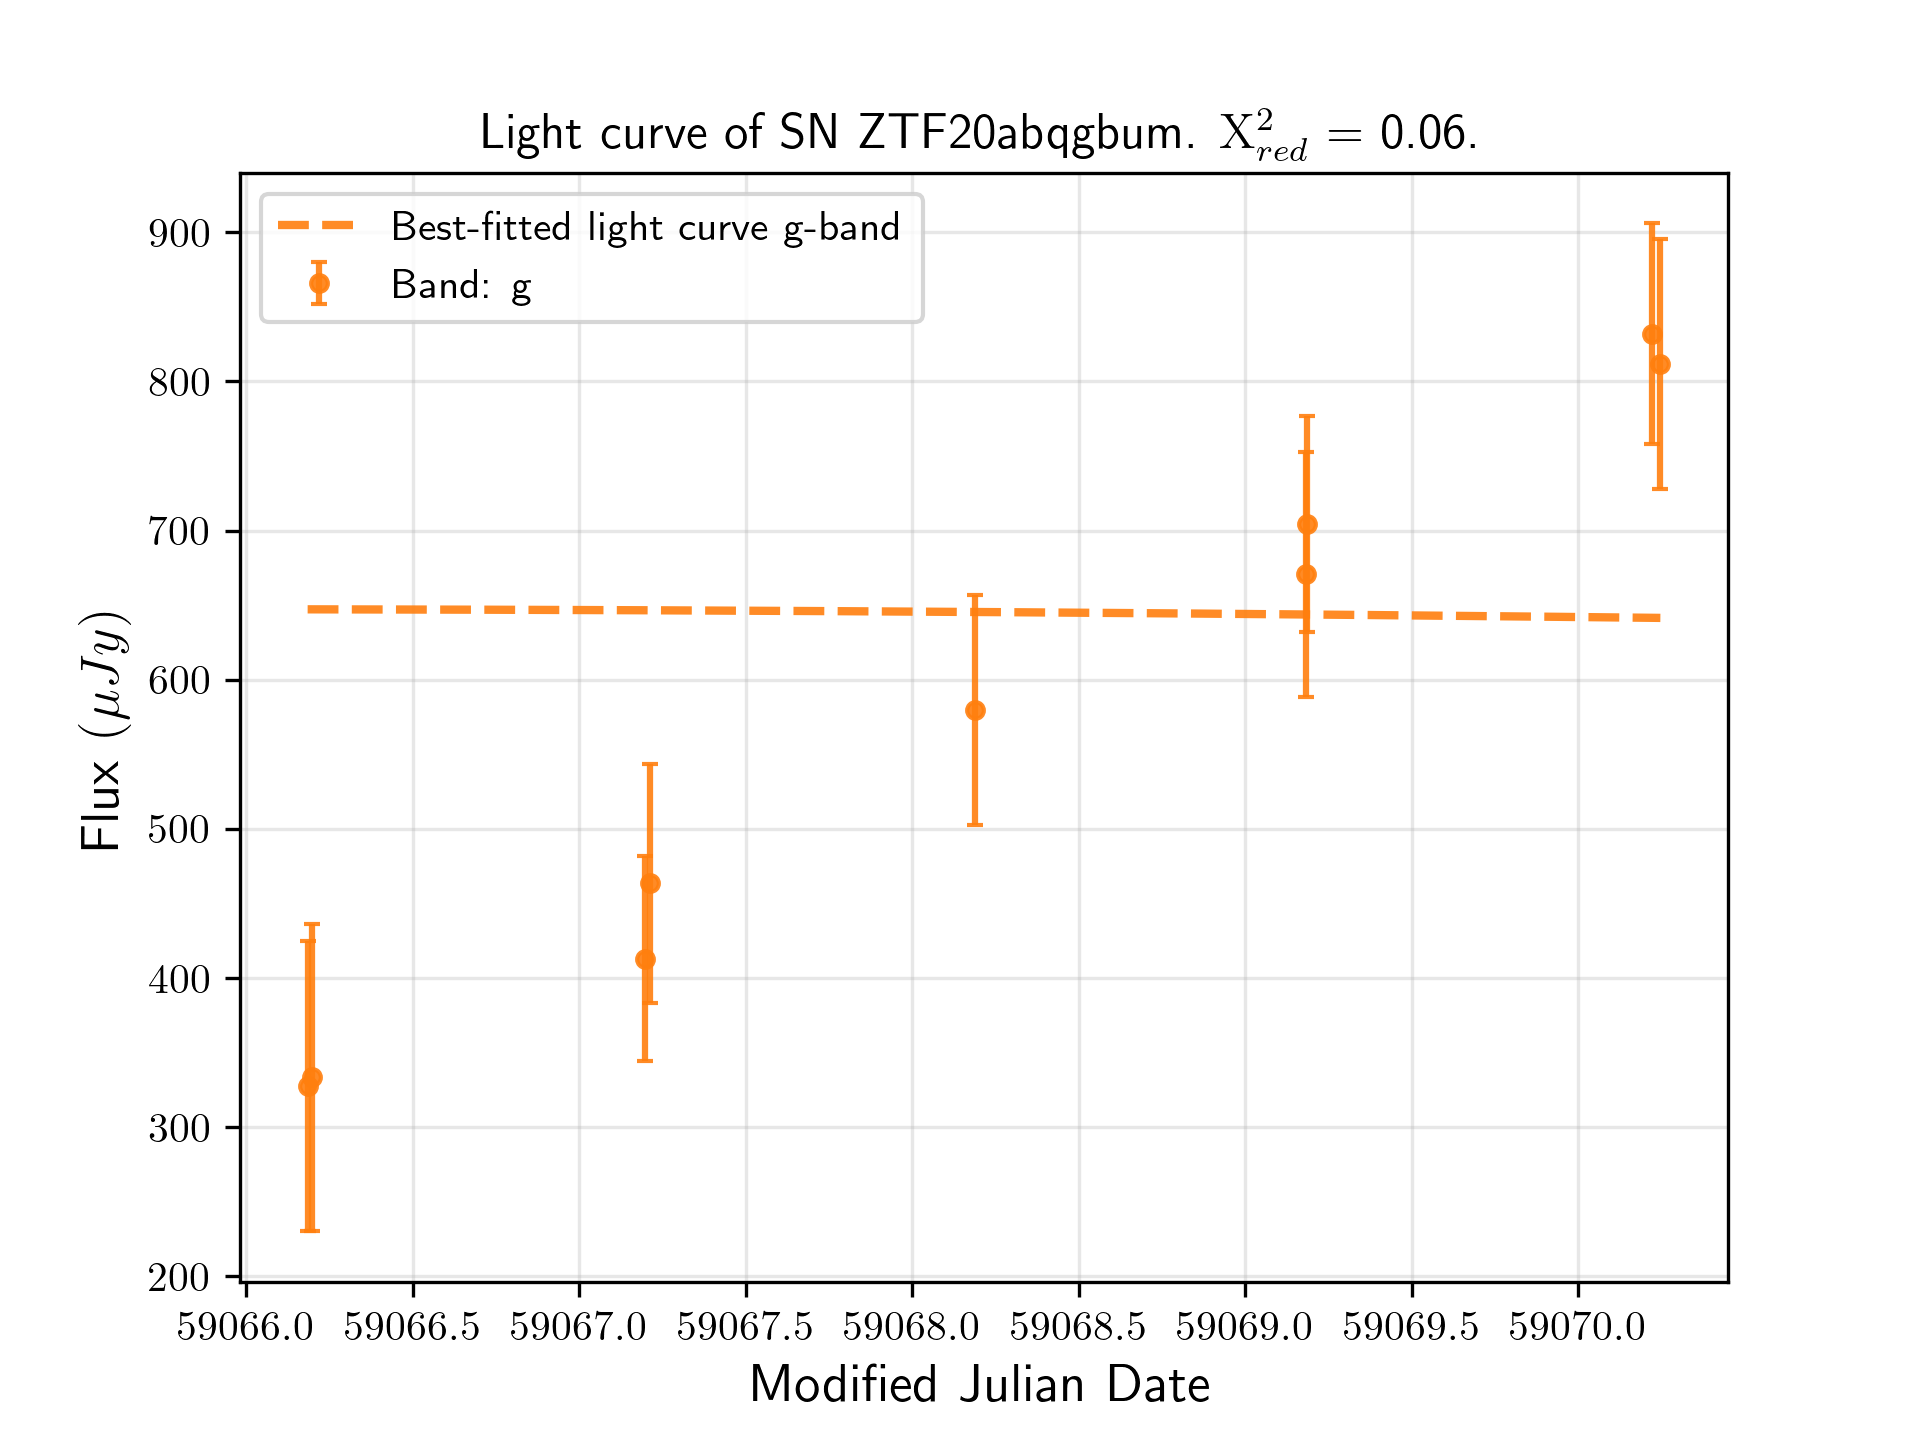 Light curve of SN ZTF20abqgbum. X²_red = 0.06.
Best-fitted light curve g-band
Band: g
900
800
700
600
500
400
300
200
Flux (μJy)
59066.0 59066.5 59067.0 59067.5 59068.0 59068.5 59069.0 59069.5 59070.0
Modified Julian Date